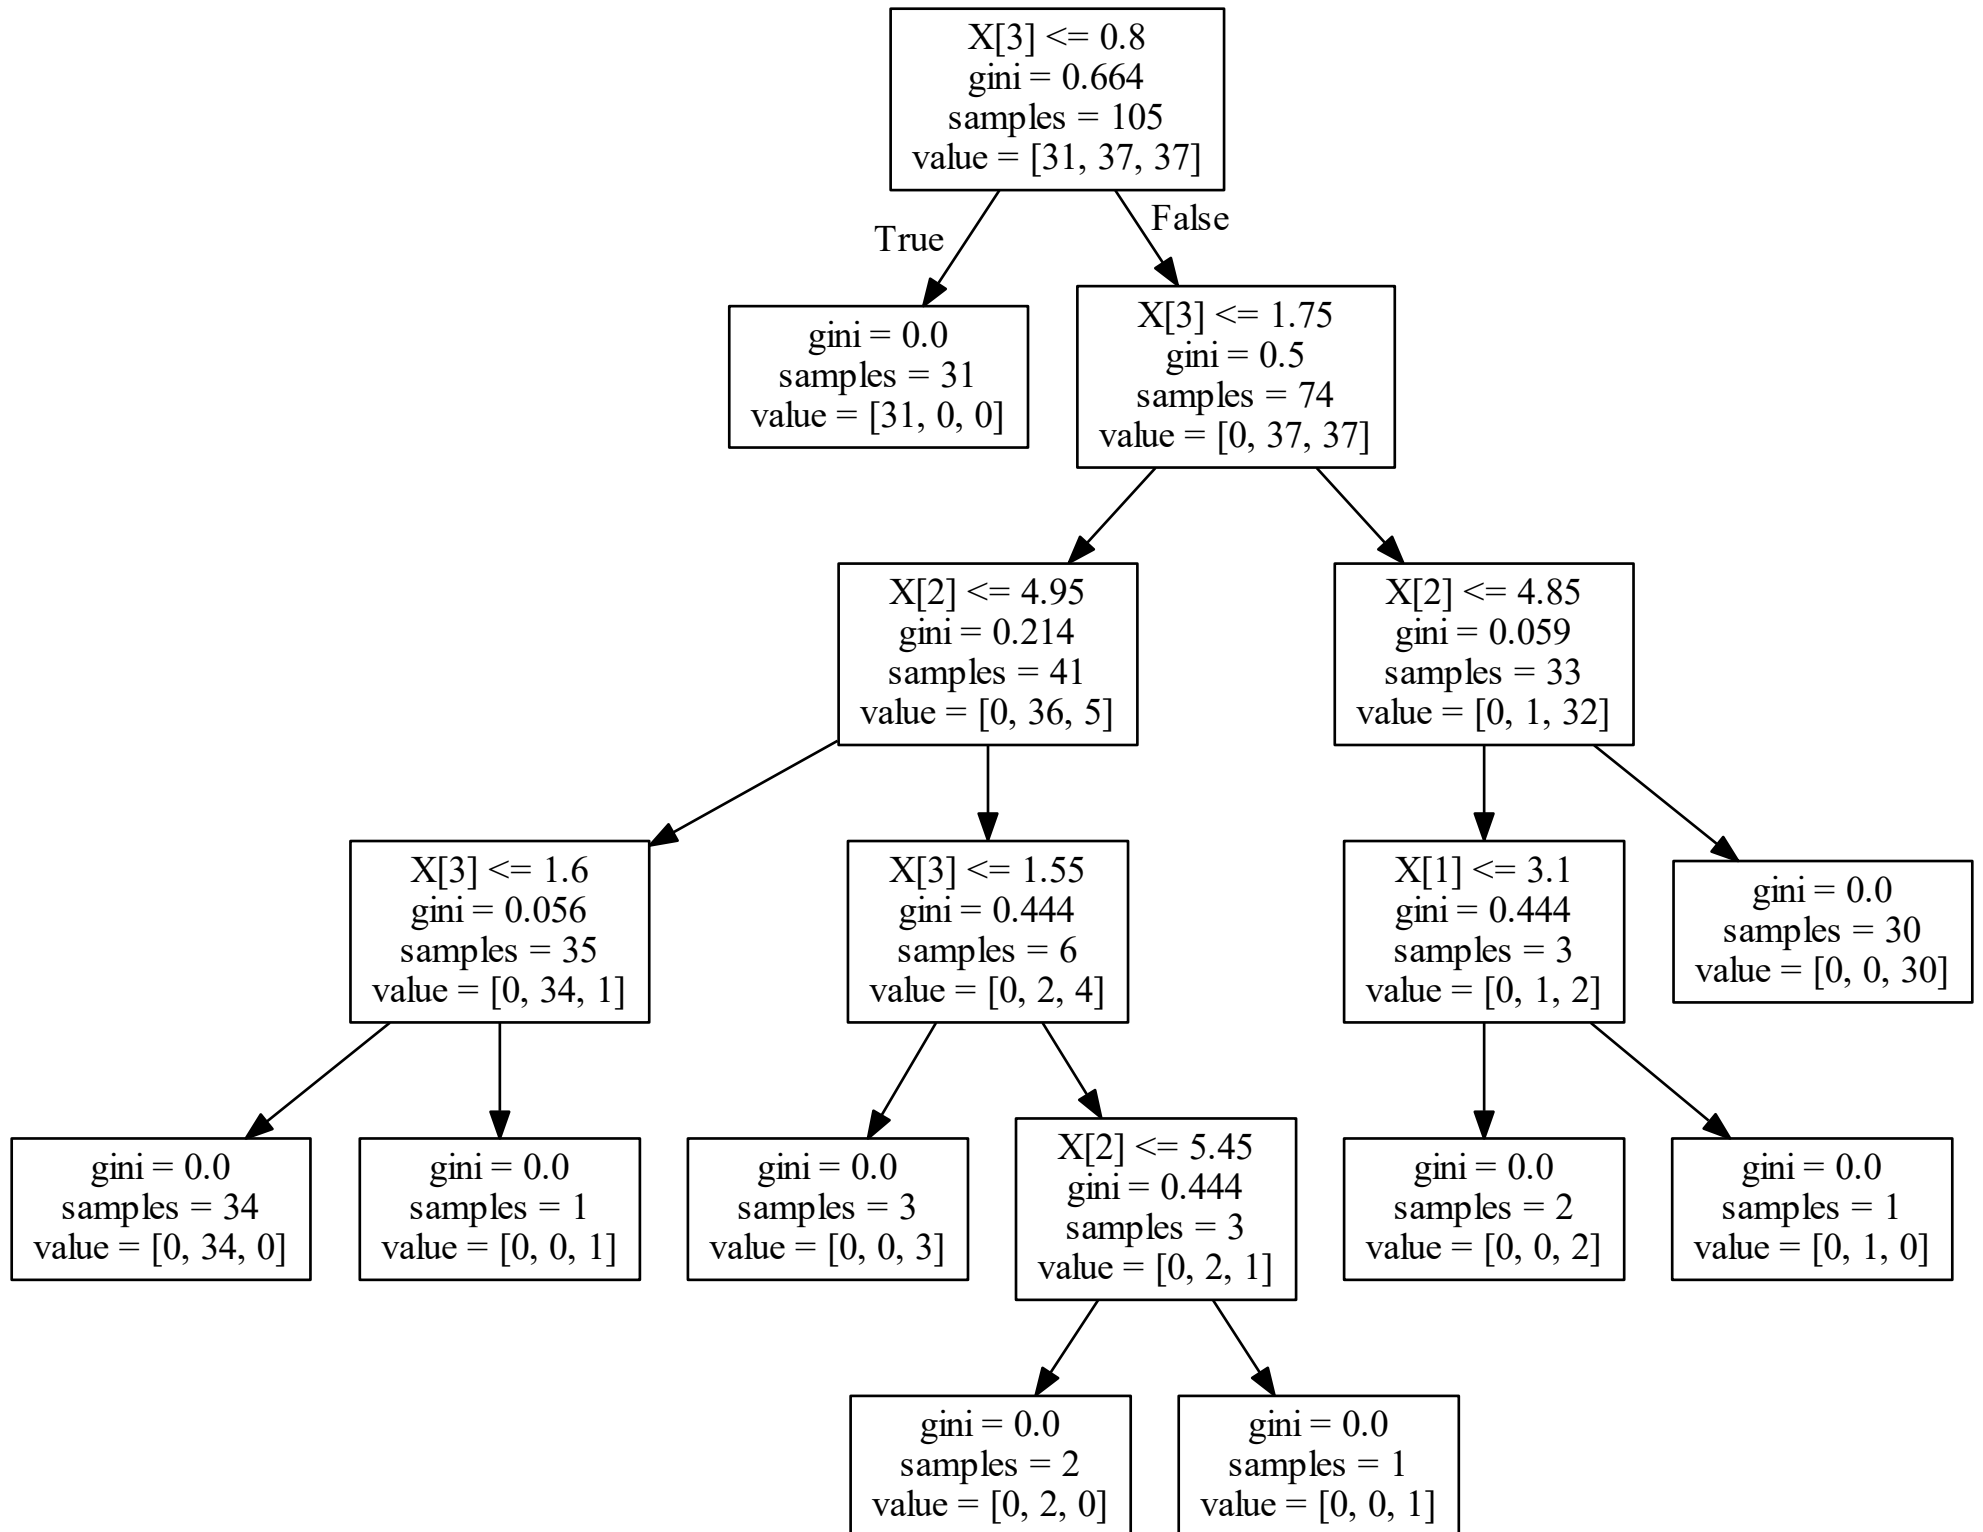 X[3] <= 0.8
gini = 0.664
samples = 105
value = [31, 37, 37]
True
False
gini = 0.0
samples = 31
value = [31, 0, 0]
X[3] <= 1.75
gini = 0.5
samples = 74
value = [0, 37, 37]
X[2] <= 4.95
gini = 0.214
samples = 41
value = [0, 36, 5]
X[2] <= 4.85
gini = 0.059
samples = 33
value = [0, 1, 32]
X[3] <= 1.6
gini = 0.056
samples = 35
value = [0, 34, 1]
X[3] <= 1.55
gini = 0.444
samples = 6
value = [0, 2, 4]
X[1] <= 3.1
gini = 0.444
samples = 3
value = [0, 1, 2]
gini = 0.0
samples = 30
value = [0, 0, 30]
gini = 0.0
samples = 34
value = [0, 34, 0]
gini = 0.0
samples = 1
value = [0, 0, 1]
gini = 0.0
samples = 3
value = [0, 0, 3]
X[2] <= 5.45
gini = 0.444
samples = 3
value = [0, 2, 1]
gini = 0.0
samples = 2
value = [0, 0, 2]
gini = 0.0
samples = 1
value = [0, 1, 0]
gini = 0.0
samples = 2
value = [0, 2, 0]
gini = 0.0
samples = 1
value = [0, 0, 1]